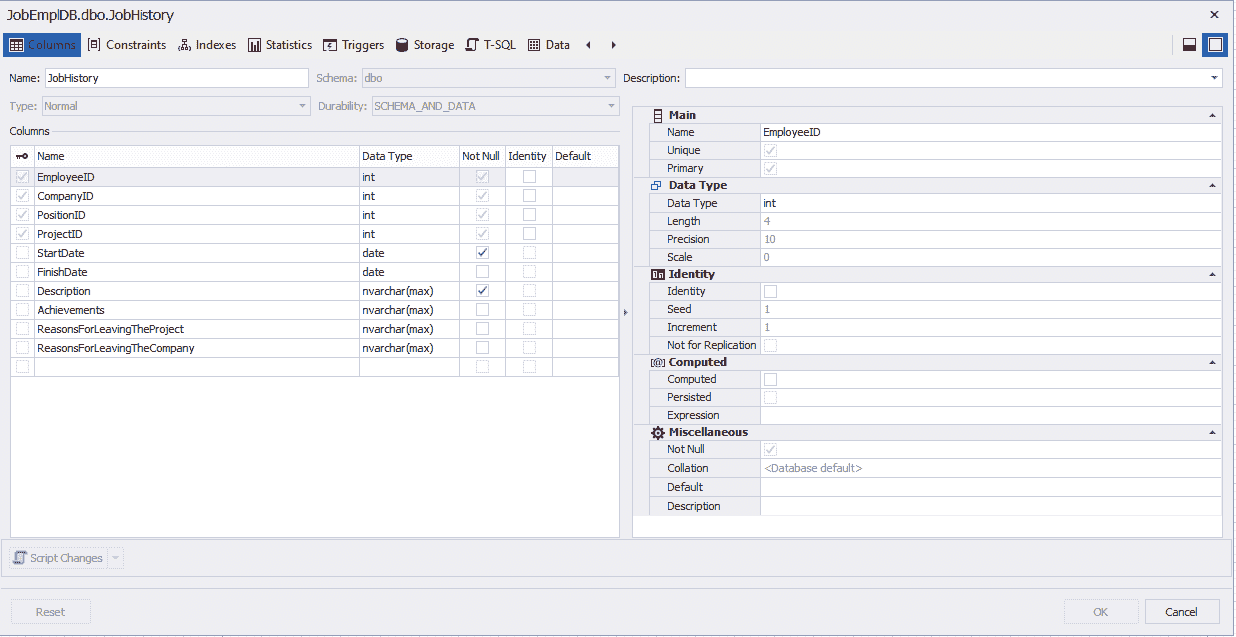 JobEmplDB.dbo.JobHistory
Columns Constraints Indexes Statistics Triggers Storage T-SQL Data
Name: JobHistory Schema: dbo Description:
Type: Normal Durability: SCHEMA_AND_DATA
Columns
Name Data Type Not Null Identity Default
EmployeeID int
CompanyID int
PositionID int
ProjectID int
StartDate date
FinishDate date
Description nvarchar(max)
Achievements nvarchar(max)
ReasonsForLeavingTheProject nvarchar(max)
ReasonsForLeavingTheCompany nvarchar(max)
Main
Name EmployeeID
Unique
Primary
Data Type
Data Type int
Length 4
Precision 10
Scale 0
Identity
Identity
Seed 1
Increment 1
Not for Replication
Computed
Computed
Persisted
Expression
Miscellaneous
Not Null
Collation <Database default>
Default
Description
Script Changes
Reset OK Cancel